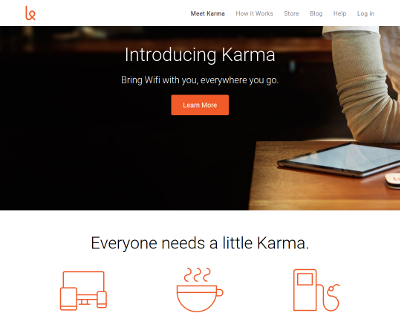 Meet Karma How it Works Store Blog Help Log in
Introducing Karma
Bring Wifi with you, everywhere you go.
Learn More
Everyone needs a little Karma.